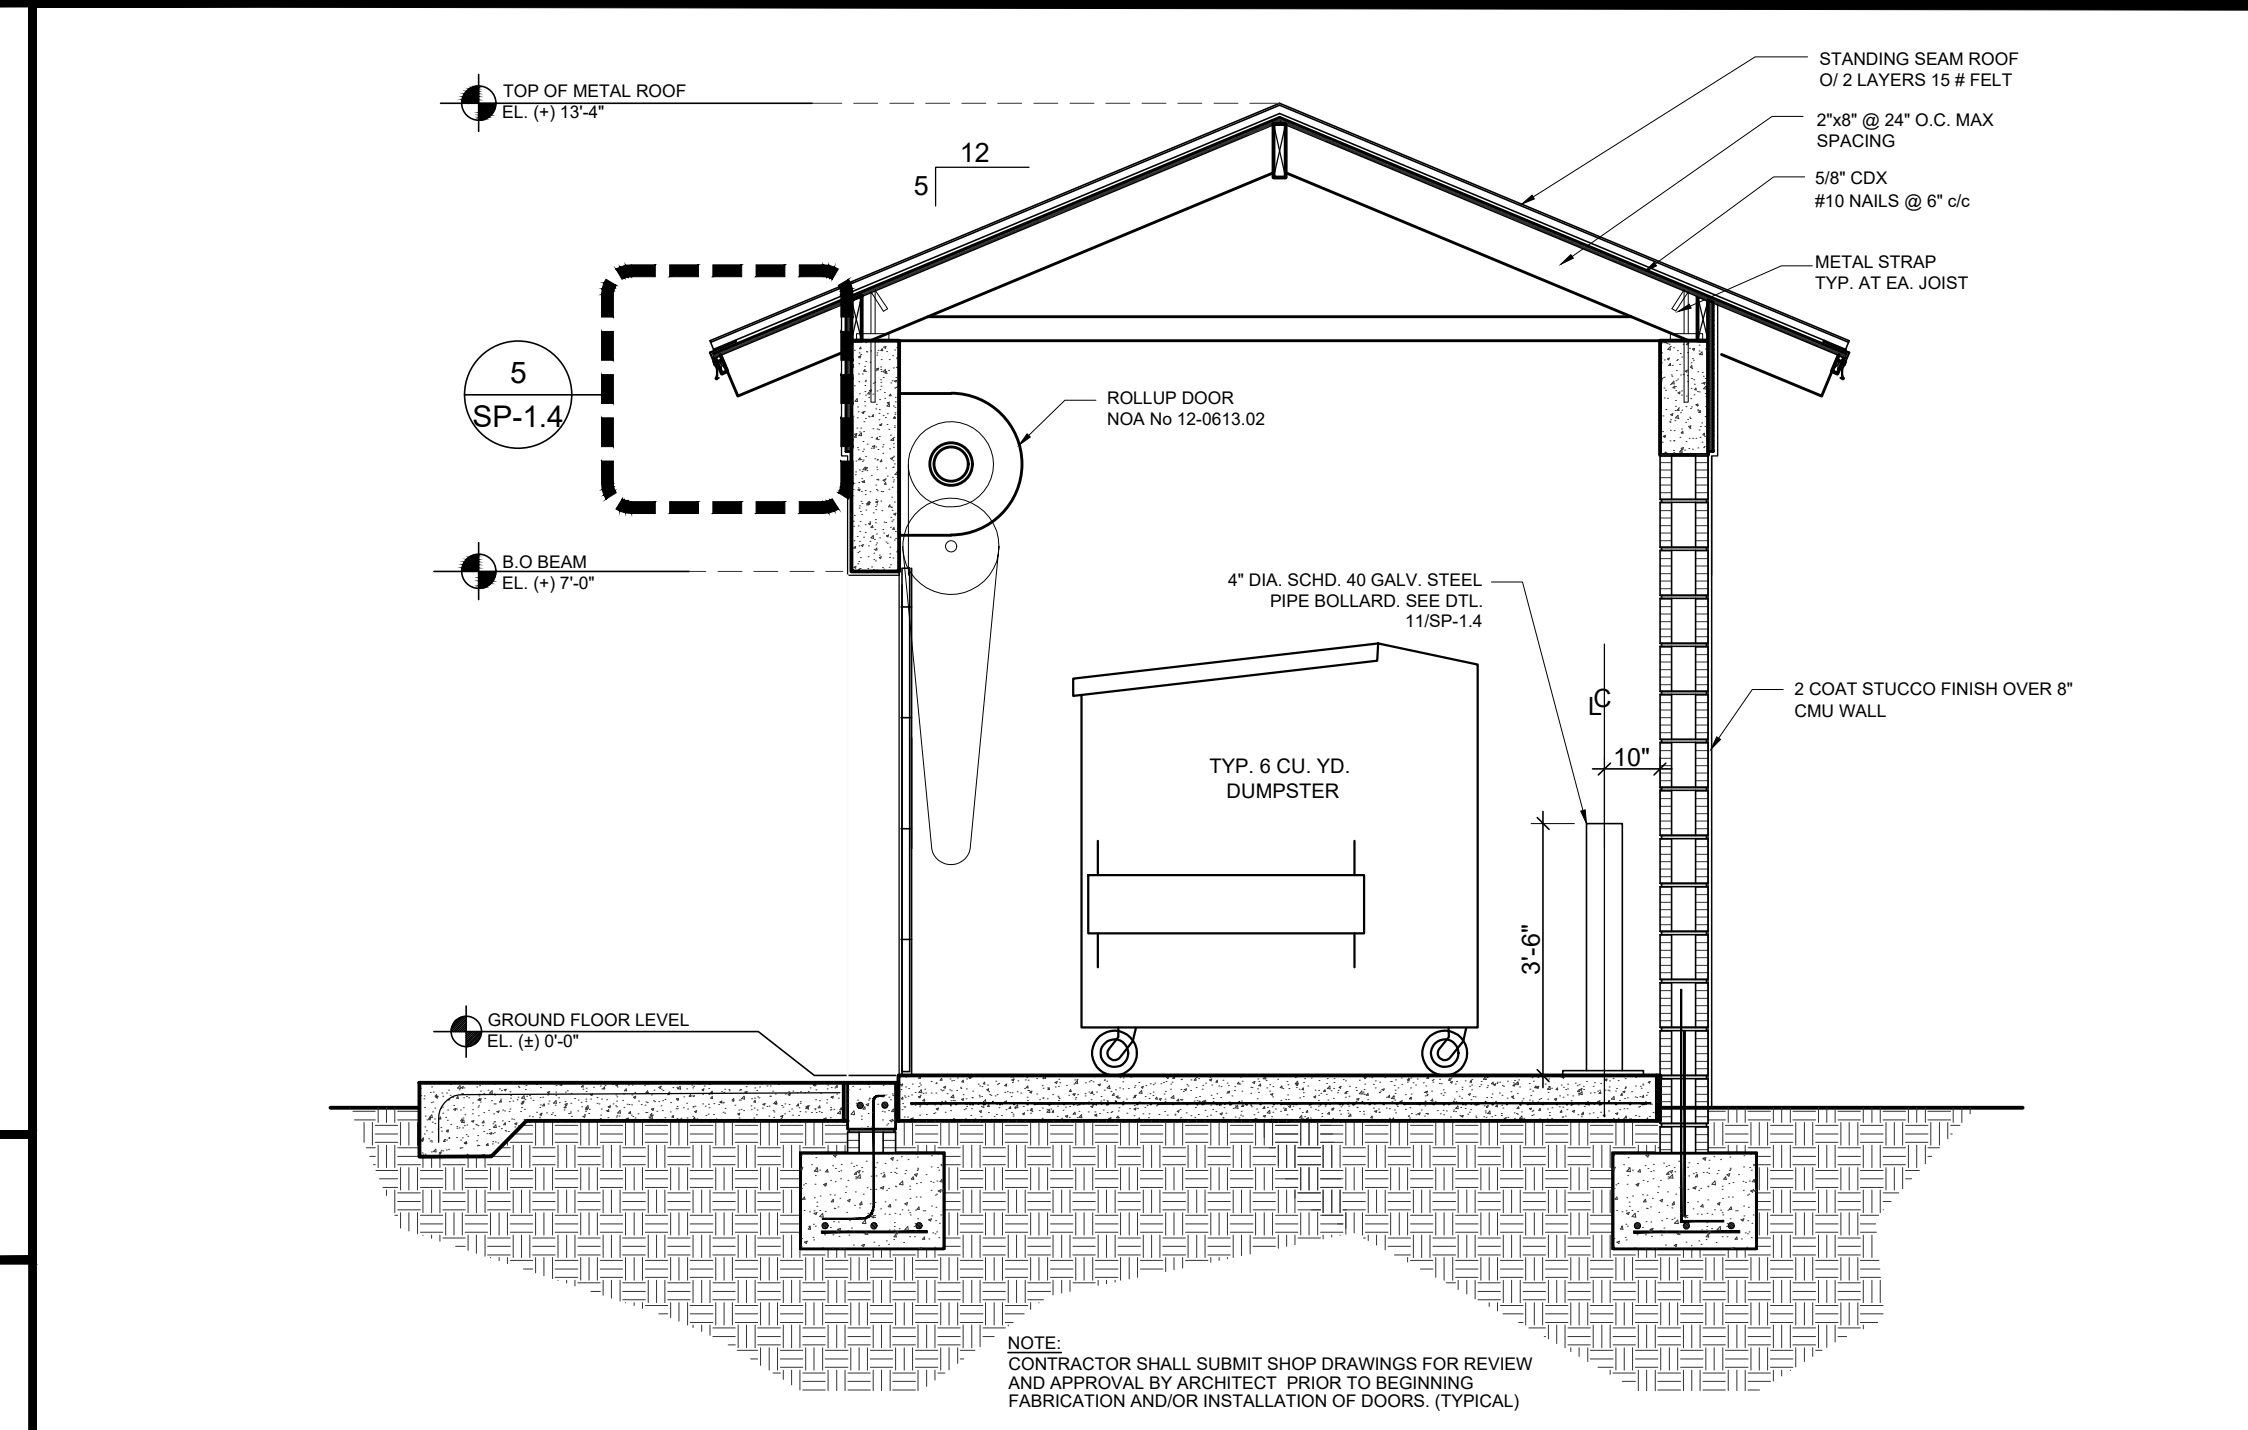 STANDING SEAM ROOF
O/ 2 LAYERS 15 # FELT
TOP OF METAL ROOF
EL. (+) 13'-4"
2"x8" @ 24" O.C. MAX
SPACING
12
5
5/8" CDX
#10 NAILS @ 6" c/c
METAL STRAP
TYP. AT EA. JOIST
5
SP-1.4
ROLLUP DOOR
NOA No 12-0613.02
B.O BEAM
EL. (+) 7'-0"
4" DIA. SCHD. 40 GALV. STEEL
PIPE BOLLARD. SEE DTL.
11/SP-1.4
2 COAT STUCCO FINISH OVER 8"
CMU WALL
CL
10"
TYP. 6 CU. YD.
DUMPSTER
3'-6"
GROUND FLOOR LEVEL
EL. (±) 0'-0"
NOTE:
CONTRACTOR SHALL SUBMIT SHOP DRAWINGS FOR REVIEW
AND APPROVAL BY ARCHITECT PRIOR TO BEGINNING
FABRICATION AND/OR INSTALLATION OF DOORS. (TYPICAL)